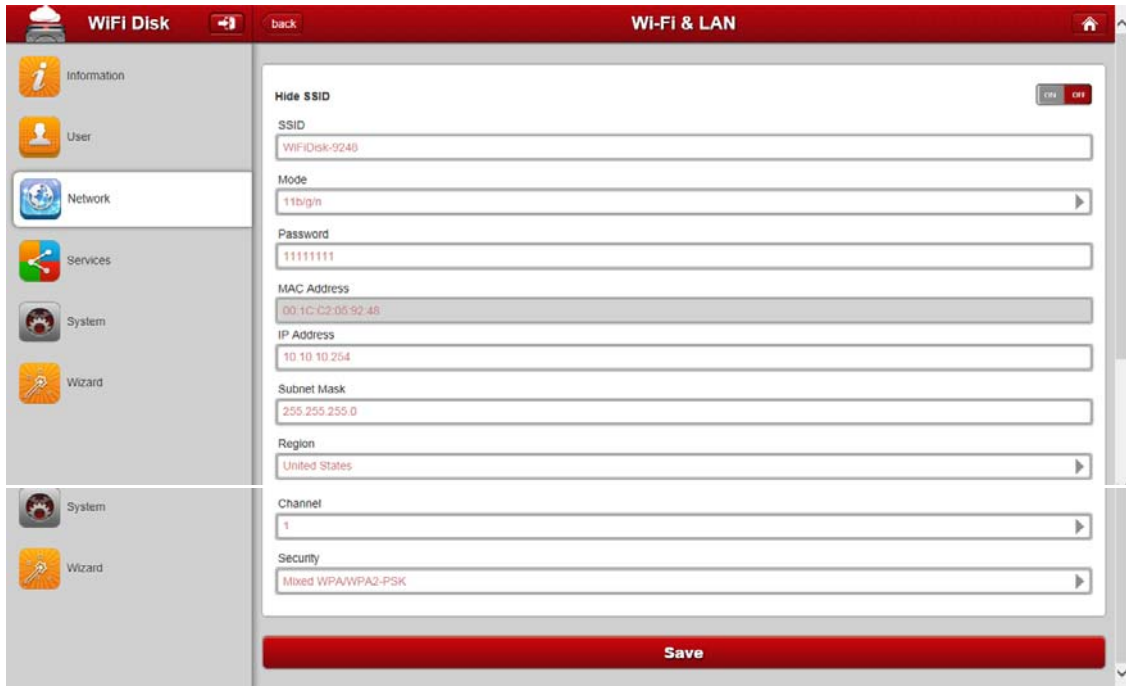 WiFi Disk
back
Wi-Fi & LAN
Information
User
Network
Services
System
Wizard
Hide SSID
ON OFF
SSID
WiFiDisk-9248
Mode
11b/g/n
Password
11111111
MAC Address
00:1C:C2:05:92:48
IP Address
10.10.10.254
Subnet Mask
255.255.255.0
Region
United States
System
Wizard
Channel
1
Security
Mixed WPA/WPA2-PSK
Save